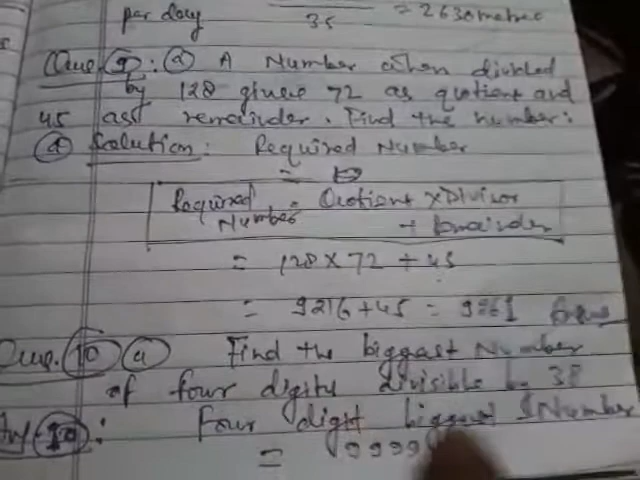 per day 35 = 2630 metres
Que (9): (a) A Number when divided
by 128 gives 72 as quotient and
45 as remainder. Find the number:
(a) Solution: Required Number
=
Required Number = Quotient × Divisor
+ Remainder
= 128 × 72 + 45
= 9216 + 45 = 9261
Que. (10) (a) Find the biggest Number
of four digits divisible by
Four digit biggest Number
= 9999